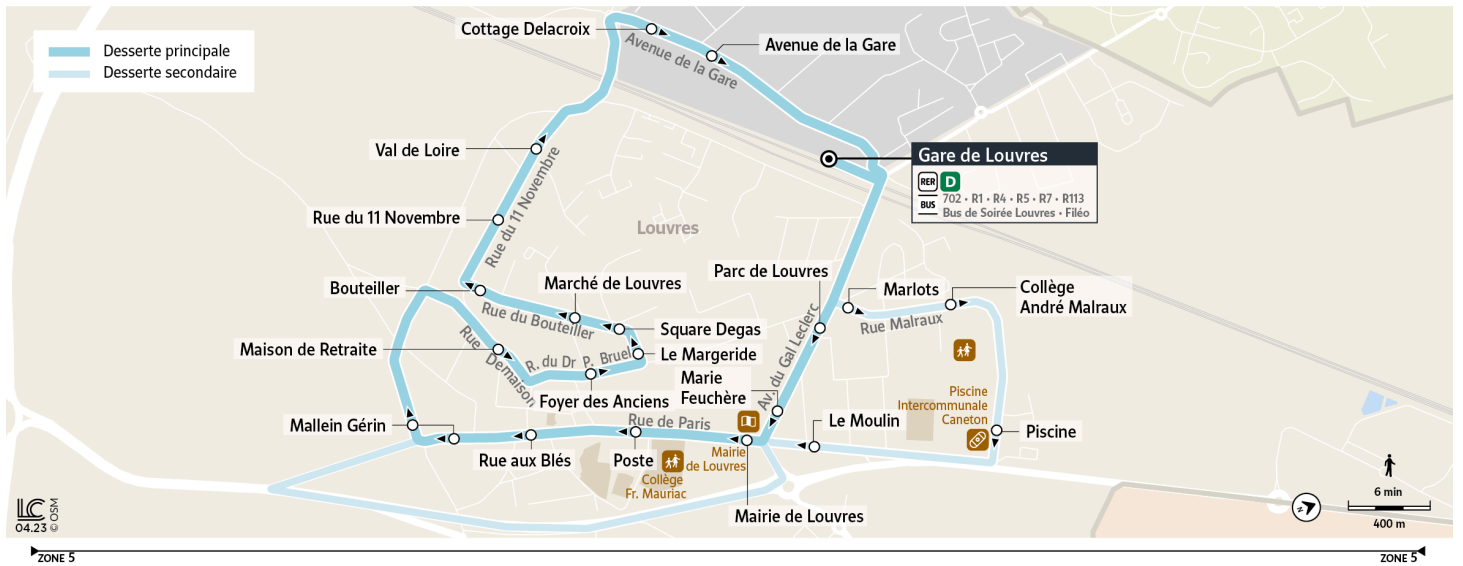 Cottage Delacroix
Avenue de la Gare
Avenue de la Gare
Desserte principale
Desserte secondaire
Val de Loire
Gare de Louvres
RER D
BUS
702 • R1 • R4 • R5 • R7 • R113
Bus de Soirée Louvres • Filéo
Rue du 11 Novembre
Rue du 11 Novembre
Louvres
Parc de Louvres
Bouteiller
Marché de Louvres
Marlots
Collège
André Malraux
Rue du Bouteiller
Rue Malraux
Square Degas
Av. du Gal Leclerc
Maison de Retraite
Rue Demaison
R. du Dr P. Bruel
Le Margeride
Marie
Feuchère
Foyer des Anciens
Piscine
Intercommunale
Caneton
Mallein Gérin
Rue de Paris
Le Moulin
Piscine
Rue aux Blés
Poste
Mairie
de Louvres
Collège
Fr. Mauriac
Mairie de Louvres
LC
04.23 © OSM
N
6 min
400 m
ZONE 5
ZONE 5